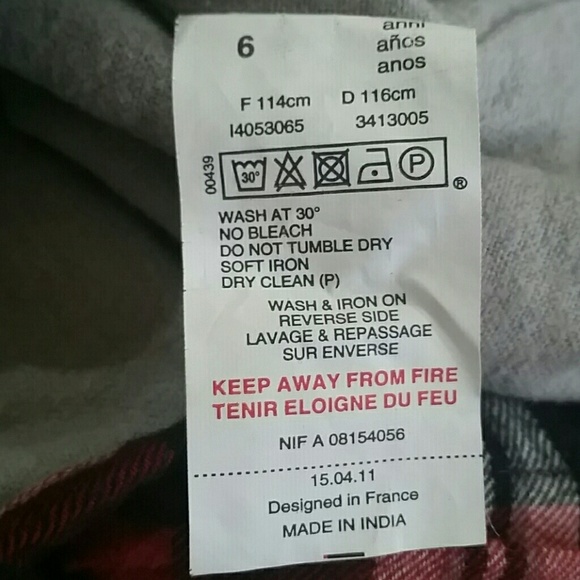 6
anni
años
anos
F 114cm D 116cm
I4053065 3413005
00439
30°
P
®
WASH AT 30°
NO BLEACH
DO NOT TUMBLE DRY
SOFT IRON
DRY CLEAN (P)
WASH & IRON ON
REVERSE SIDE
LAVAGE & REPASSAGE
SUR ENVERSE
KEEP AWAY FROM FIRE
TENIR ELOIGNE DU FEU
NIF A 08154056
15.04.11
Designed in France
MADE IN INDIA